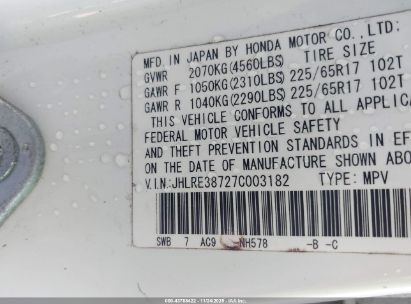 MFD. IN JAPAN BY HONDA MOTOR CO., LTD.
GVWR 2070KG(4560LBS) TIRE SIZE
GAWR F 1050KG(2310LBS) 225/65R17 102T
GAWR R 1040KG(2290LBS) 225/65R17 102T
THIS VEHICLE CONFORMS TO ALL APPLICA
FEDERAL MOTOR VEHICLE SAFETY
AND THEFT PREVENTION STANDARDS IN EFF
ON THE DATE OF MANUFACTURE SHOWN ABO
V.I.N.:JHLRE38727C003182 TYPE: MPV
SWB 7 AC9 NH578 -B -C